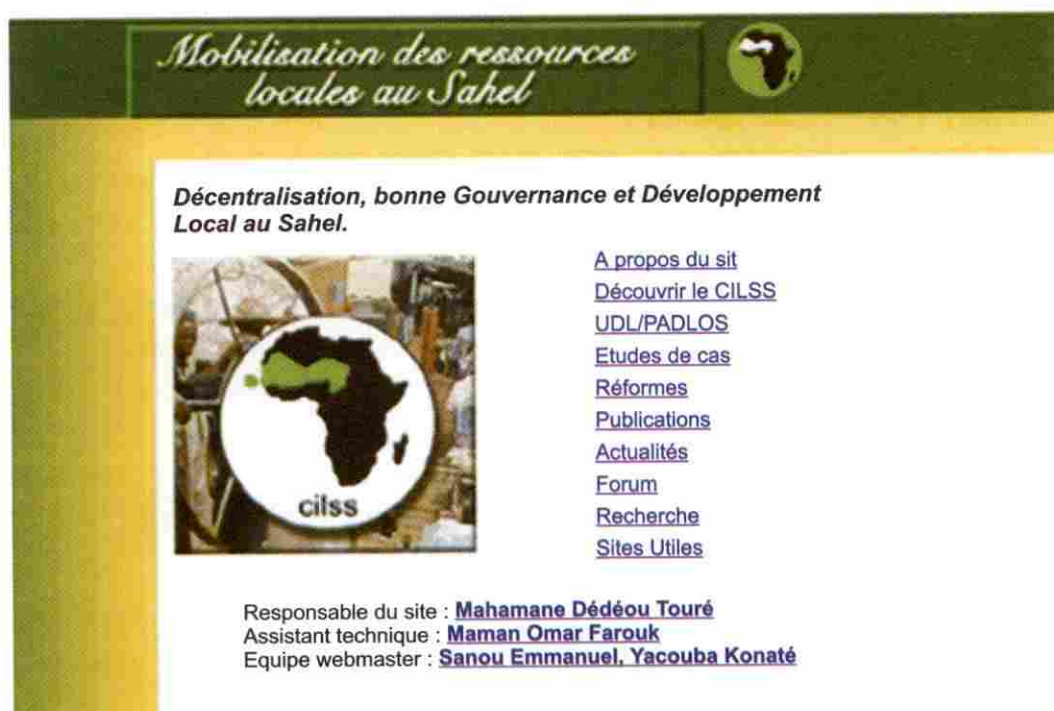 Mobilisation des ressources
locales au Sahel
Décentralisation, bonne Gouvernance et Développement
Local au Sahel.
cilss
A propos du sit
Découvrir le CILSS
UDL/PADLOS
Etudes de cas
Réformes
Publications
Actualités
Forum
Recherche
Sites Utiles
Responsable du site : Mahamane Dédéou Touré
Assistant technique : Maman Omar Farouk
Equipe webmaster : Sanou Emmanuel, Yacouba Konaté